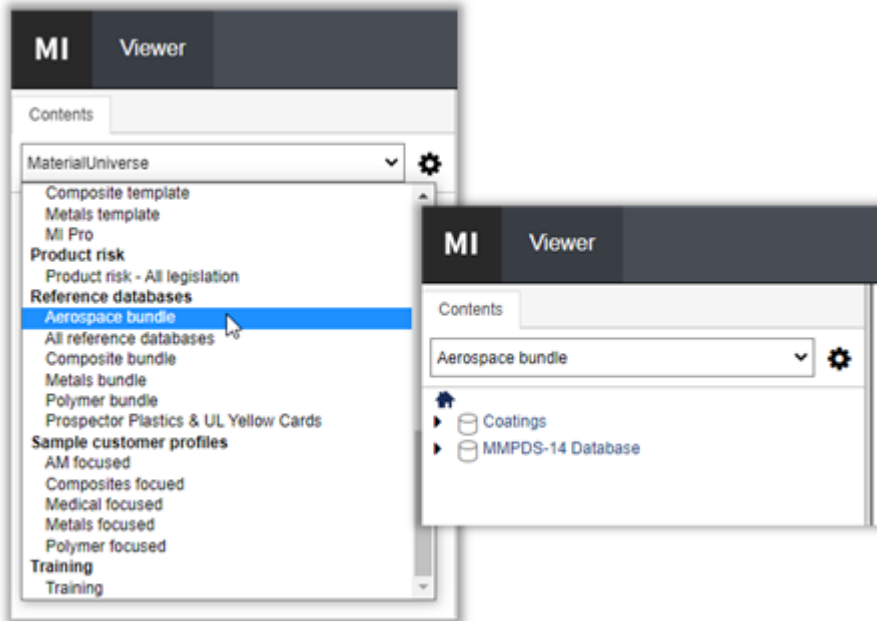 MI Viewer
Contents
MaterialUniverse
Composite template
Metals template
MI Pro
Product risk
Product risk - All legislation
Reference databases
Aerospace bundle
All reference databases
Composite bundle
Metals bundle
Polymer bundle
Prospector Plastics & UL Yellow Cards
Sample customer profiles
AM focused
Composites focued
Medical focused
Metals focused
Polymer focused
Training
Training
MI Viewer
Contents
Aerospace bundle
Coatings
MMPDS-14 Database